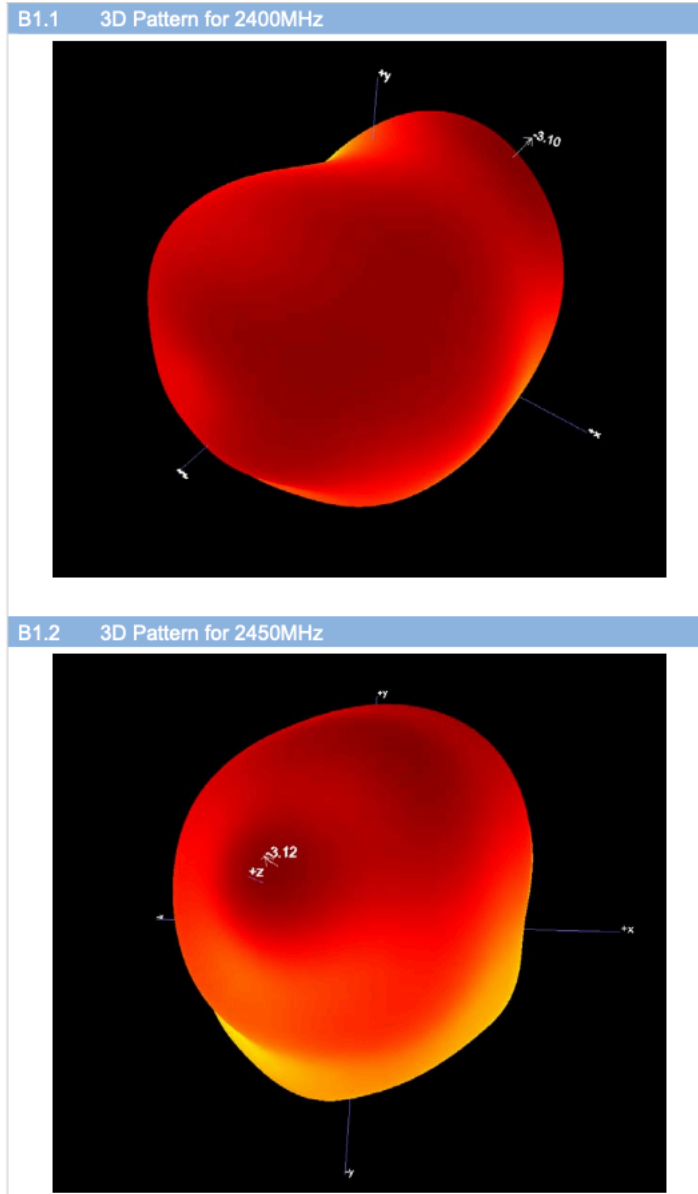 B1.1 3D Pattern for 2400MHz
+y
-3.10
+x
+z
B1.2 3D Pattern for 2450MHz
+y
-3.12
+z
-x
+x
-y